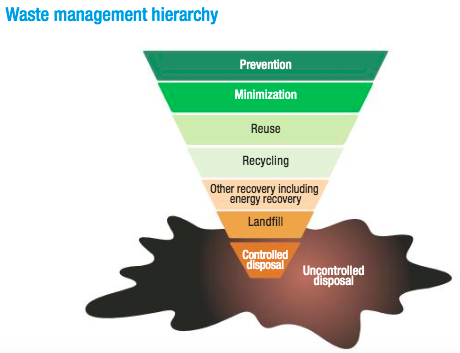 Waste management hierarchy
Prevention
Minimization
Reuse
Recycling
Other recovery including
energy recovery
Landfill
Controlled
disposal
Uncontrolled
disposal